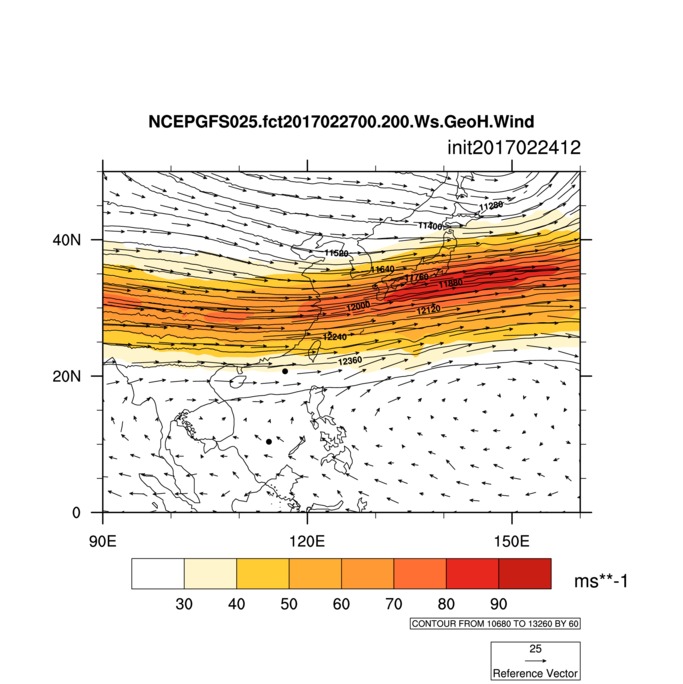 NCEPGFS025.fct2017022700.200.Ws.GeoH.Wind
init2017022412
11280
11400
40N
11520
11640
11760
11880
12000
12120
12240
12360
20N
0
90E 120E 150E
ms**-1
30 40 50 60 70 80 90
CONTOUR FROM 10680 TO 13260 BY 60
25
Reference Vector